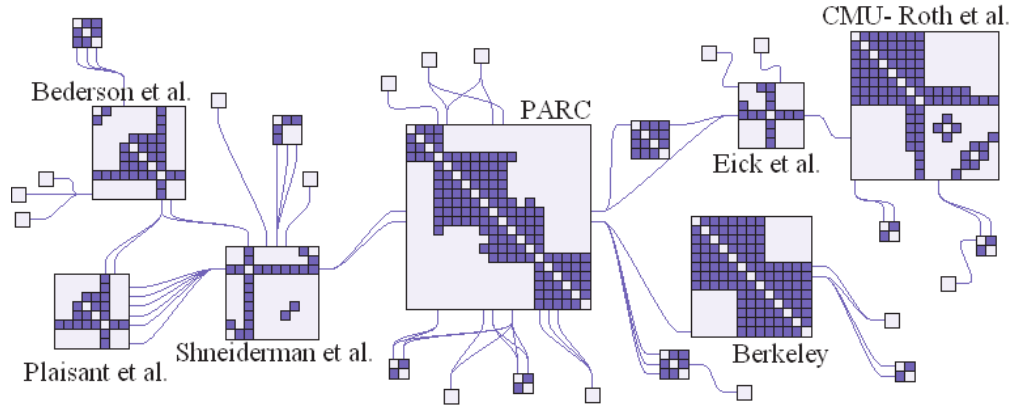 CMU- Roth et al.
Bederson et al.
PARC
Eick et al.
Shneiderman et al.
Berkeley
Plaisant et al.